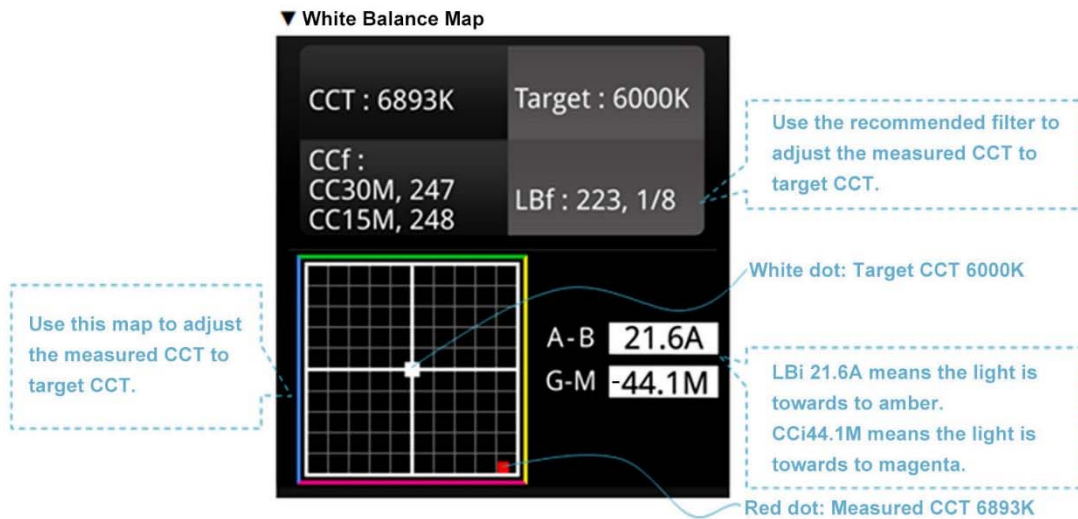 ▼ White Balance Map
CCT : 6893K
Target : 6000K
CCf :
CC30M, 247
CC15M, 248
LBf : 223, 1/8
Use the recommended filter to
adjust the measured CCT to
target CCT.
White dot: Target CCT 6000K
Use this map to adjust
the measured CCT to
target CCT.
A-B 21.6A
G-M -44.1M
LBi 21.6A means the light is
towards to amber.
CCi44.1M means the light is
towards to magenta.
Red dot: Measured CCT 6893K